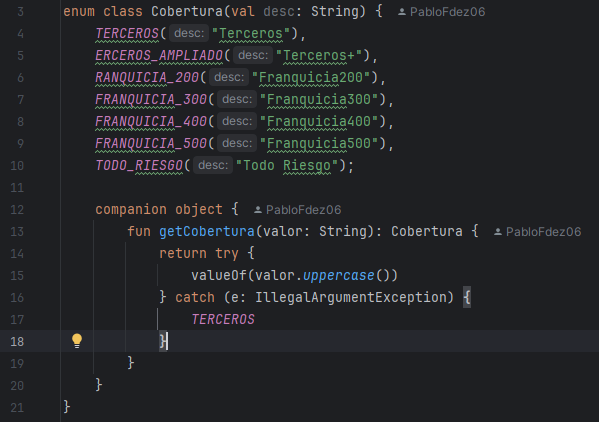 3 enum class Cobertura(val desc: String) { PabloFdez06
4 TERCEROS( desc: "Terceros"),
5 ERCEROS_AMPLIADO( desc: "Terceros+"),
6 RANQUICIA_200( desc: "Franquicia200"),
7 FRANQUICIA_300( desc: "Franquicia300"),
8 FRANQUICIA_400( desc: "Franquicia400"),
9 FRANQUICIA_500( desc: "Franquicia500"),
10 TODO_RIESGO( desc: "Todo Riesgo");
11
12 companion object { PabloFdez06
13 fun getCobertura(valor: String): Cobertura { PabloFdez06
14 return try {
15 valueOf(valor.uppercase())
16 } catch (e: IllegalArgumentException) {
17 TERCEROS
18 }
19 }
20 }
21 }